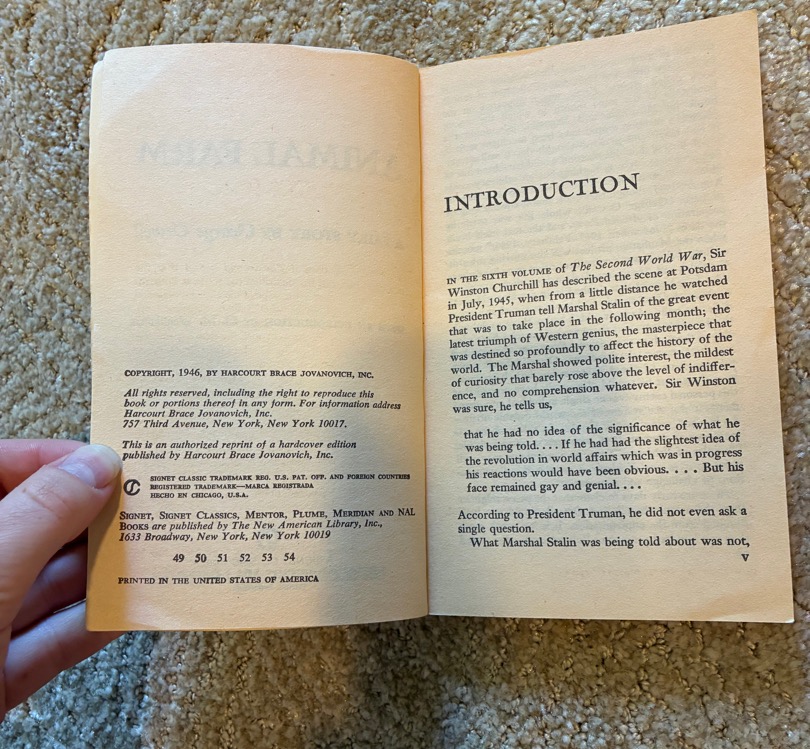 COPYRIGHT, 1946, BY HARCOURT BRACE JOVANOVICH, INC.
All rights reserved, including the right to reproduce this
book or portions thereof in any form. For information address
Harcourt Brace Jovanovich, Inc.
757 Third Avenue, New York, New York 10017.
This is an authorized reprint of a hardcover edition
published by Harcourt Brace Jovanovich, Inc.
SIGNET CLASSIC TRADEMARK REG. U.S. PAT. OFF. AND FOREIGN COUNTRIES
REGISTERED TRADEMARK—MARCA REGISTRADA
HECHO EN CHICAGO, U.S.A.
SIGNET, SIGNET CLASSICS, MENTOR, PLUME, MERIDIAN AND NAL
BOOKS are published by The New American Library, Inc.,
1633 Broadway, New York, New York 10019
49 50 51 52 53 54
PRINTED IN THE UNITED STATES OF AMERICA
INTRODUCTION
IN THE SIXTH VOLUME of The Second World War, Sir
Winston Churchill has described the scene at Potsdam
in July, 1945, when from a little distance he watched
President Truman tell Marshal Stalin of the great event
that was to take place in the following month; the
latest triumph of Western genius, the masterpiece that
was destined so profoundly to affect the history of the
world. The Marshal showed polite interest, the mildest
of curiosity that barely rose above the level of indiffer-
ence, and no comprehension whatever. Sir Winston
was sure, he tells us,
that he had no idea of the significance of what he
was being told. . . . If he had had the slightest idea of
the revolution in world affairs which was in progress
his reactions would have been obvious. . . . But his
face remained gay and genial. . . .
According to President Truman, he did not even ask a
single question.
What Marshal Stalin was being told about was not,
V